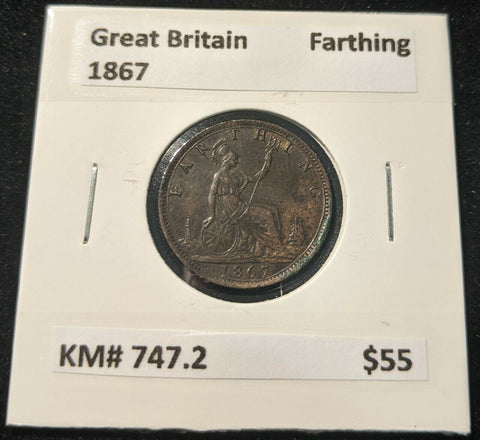 Great Britain Farthing
1867
FARTHING
1867
KM# 747.2 $55